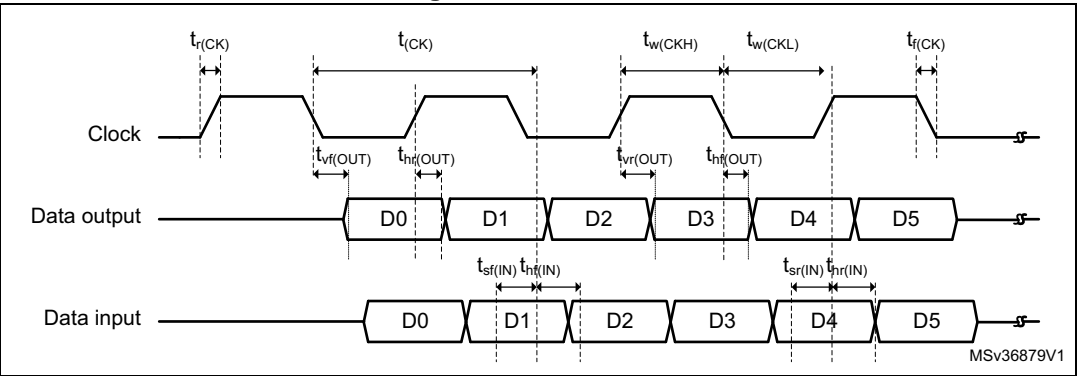 tr(CK) t(CK) tw(CKH) tw(CKL) tf(CK)
Clock
tvf(OUT) thr(OUT) tvr(OUT) thf(OUT)
Data output D0 D1 D2 D3 D4 D5
tsf(IN) thf(IN) tsr(IN) thr(IN)
Data input D0 D1 D2 D3 D4 D5
MSv36879V1